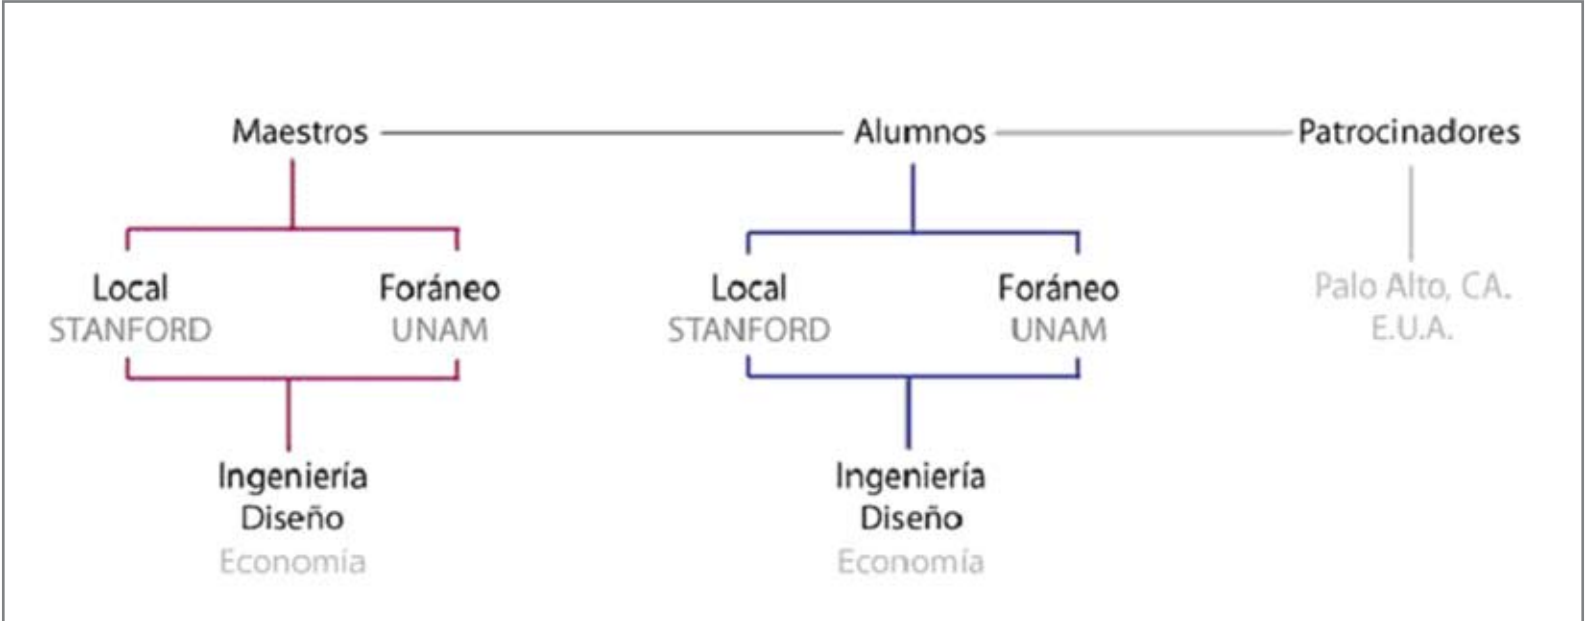 Maestros Alumnos Patrocinadores
Local Foráneo Local Foráneo Palo Alto, CA.
STANFORD UNAM STANFORD UNAM E.U.A.
Ingeniería Ingeniería
Diseño Diseño
Economía Economía